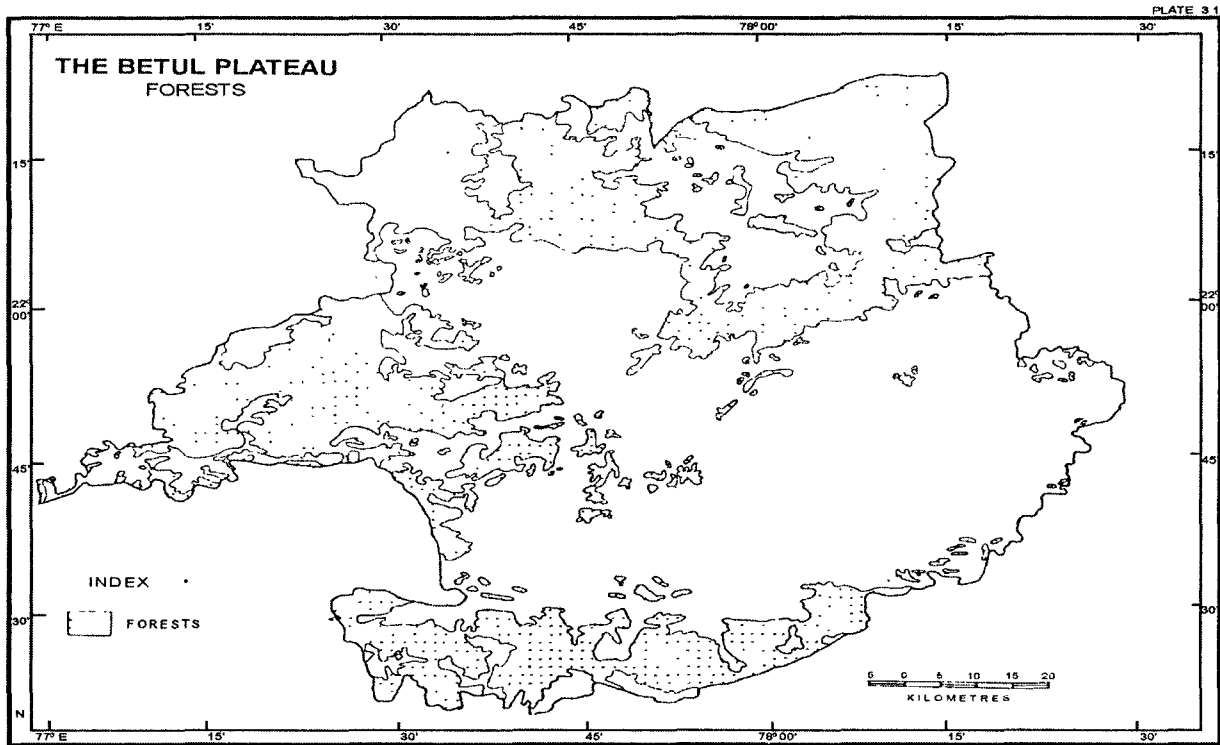 PLATE 3 1
77° E 15' 30' 45' 78° 00' 15' 30'
THE BETUL PLATEAU
FORESTS
15' 15'
22° 00' 22° 00'
45' 45'
INDEX
FORESTS
30' 30'
5 0 5 10 15 20
KILOMETRES
N
77° E 15' 30' 45' 78° 00' 15' 30'